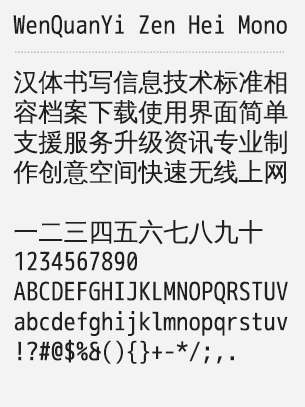 WenQuanYi Zen Hei Mono
汉体书写信息技术标准相
容档案下载使用界面简单
支援服务升级资讯专业制
作创意空间快速无线上网
一二三四五六七八九十
1234567890
ABCDEFGHIJKLMNOPQRSTUV
abcdefghijklmnopqrstuv
!?#@$%&(){}+-*/;,.